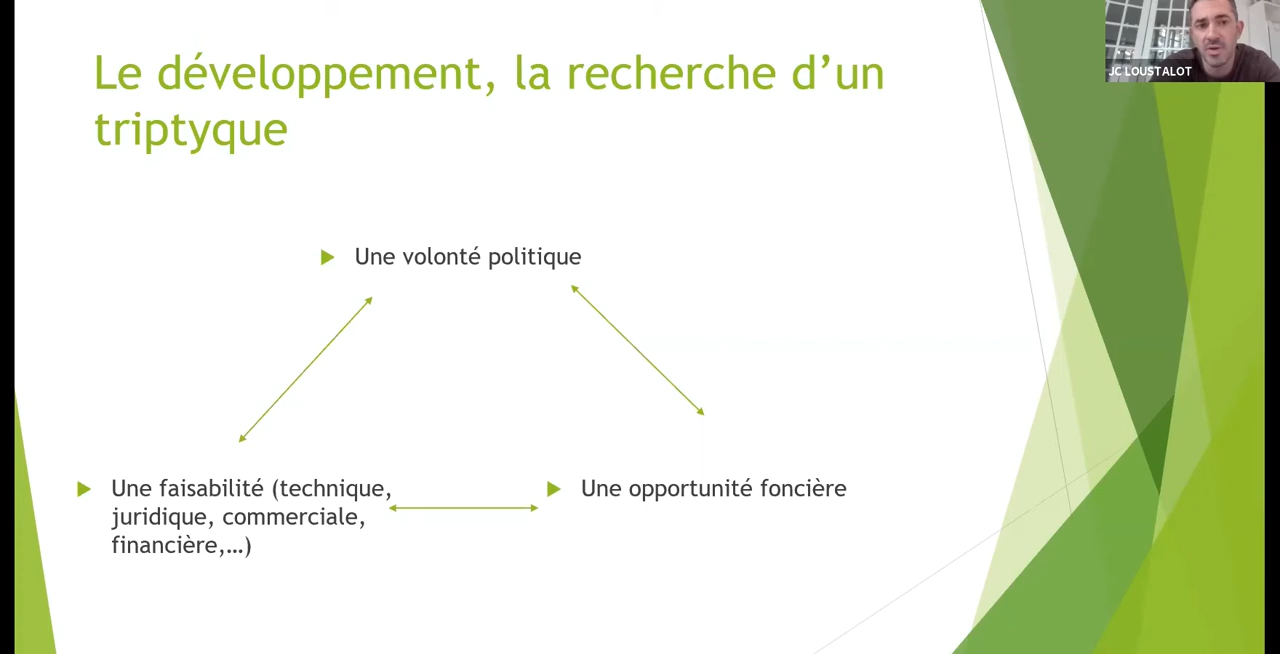 Le développement, la recherche d’un
triptyque
JC LOUSTALOT
Une volonté politique
Une faisabilité (technique,
juridique, commerciale,
financière,…)
Une opportunité foncière